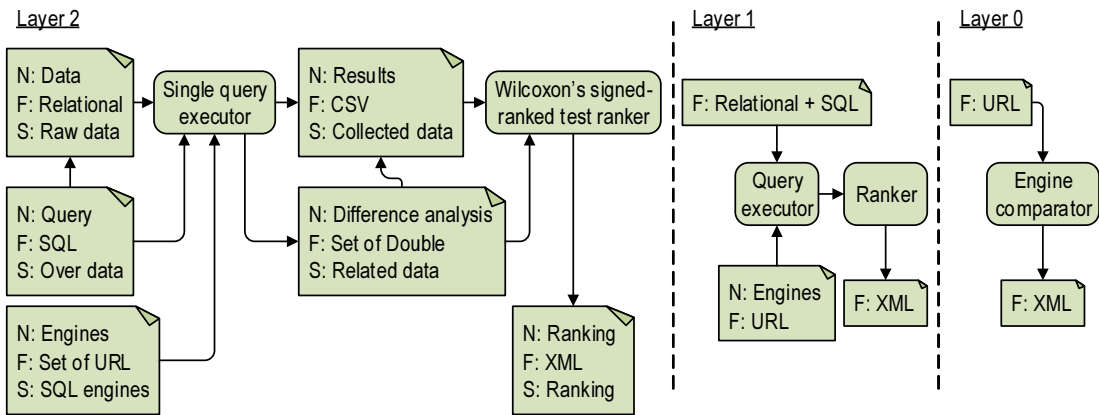 Layer 2
N: Data
F: Relational
S: Raw data
Single query
executor
N: Results
F: CSV
S: Collected data
Wilcoxon's signed-
ranked test ranker
N: Query
F: SQL
S: Over data
N: Difference analysis
F: Set of Double
S: Related data
N: Engines
F: Set of URL
S: SQL engines
N: Ranking
F: XML
S: Ranking
Layer 1
F: Relational + SQL
Query
executor
Ranker
N: Engines
F: URL
F: XML
Layer 0
F: URL
Engine
comparator
F: XML